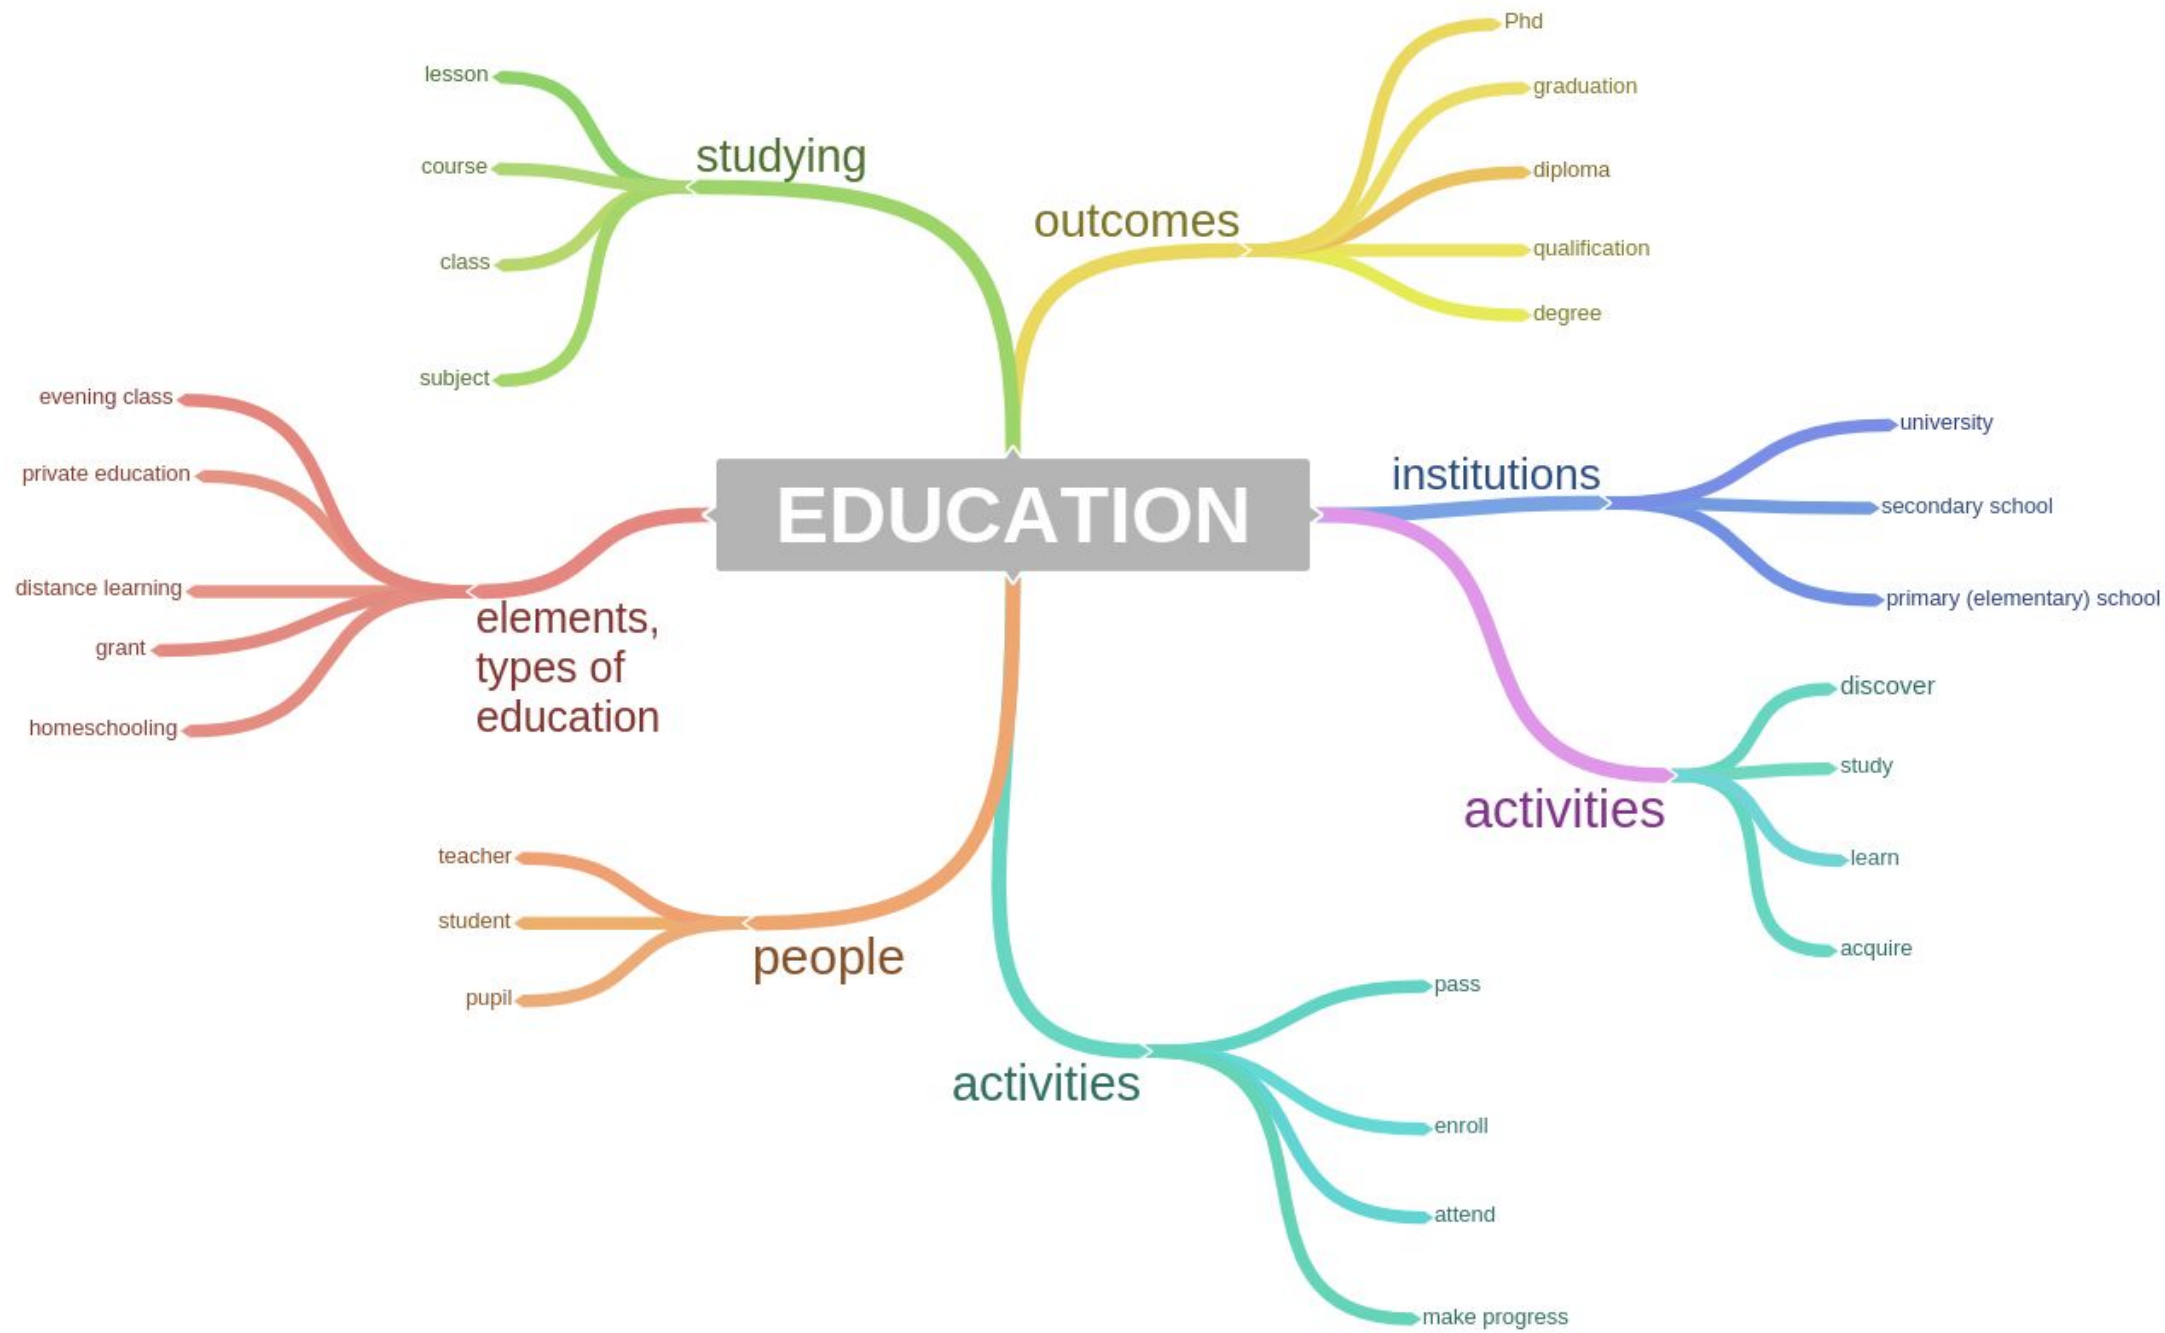 EDUCATION
studying
lesson
course
class
subject
outcomes
Phd
graduation
diploma
qualification
degree
institutions
university
secondary school
primary (elementary) school
activities
discover
study
learn
acquire
activities
pass
enroll
attend
make progress
people
teacher
student
pupil
elements,
types of
education
evening class
private education
distance learning
grant
homeschooling